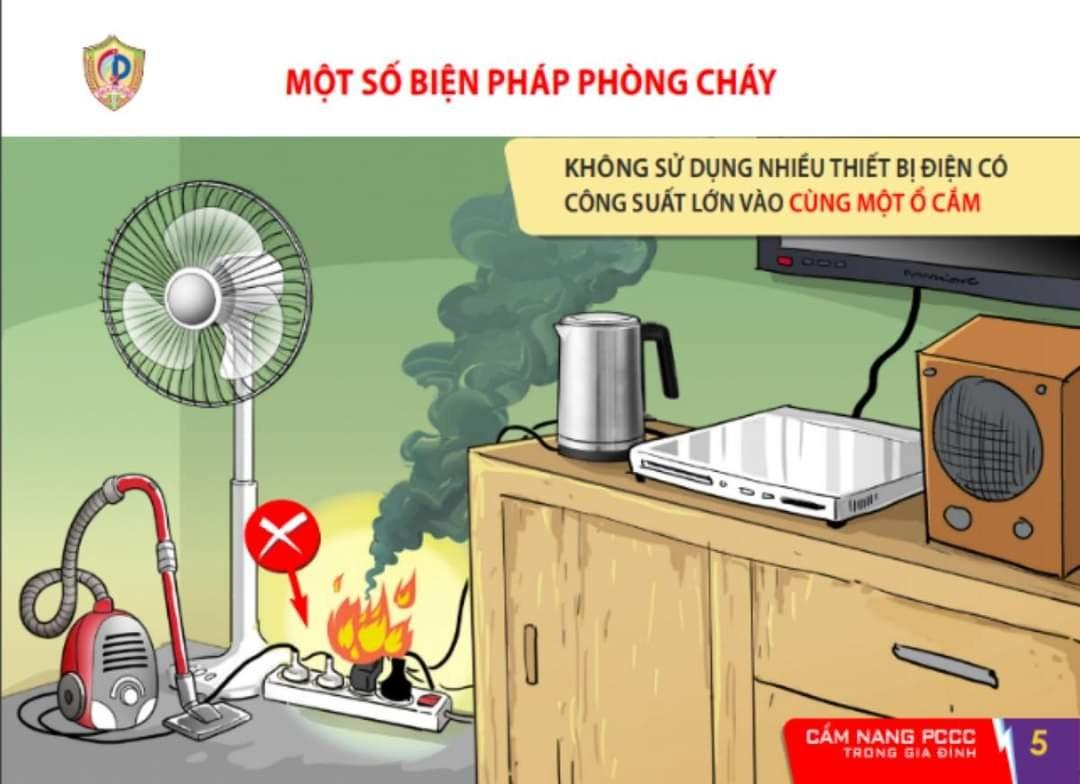 MỘT SỐ BIỆN PHÁP PHÒNG CHÁY
KHÔNG SỬ DỤNG NHIỀU THIẾT BỊ ĐIỆN CÓ
CÔNG SUẤT LỚN VÀO CÙNG MỘT Ổ CẮM
CẨM NANG PCCC
TRONG GIA ĐÌNH
5